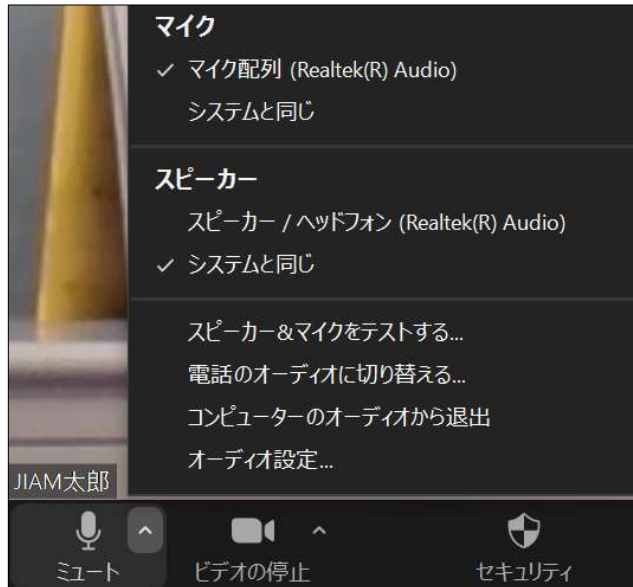 マイク
マイク配列 (Realtek(R) Audio)
システムと同じ
スピーカー
スピーカー / ヘッドフォン (Realtek(R) Audio)
システムと同じ
スピーカー&マイクをテストする...
電話のオーディオに切り替える...
コンピューターのオーディオから退出
オーディオ設定...
JIAM太郎
ミュート
ビデオの停止
セキュリティ